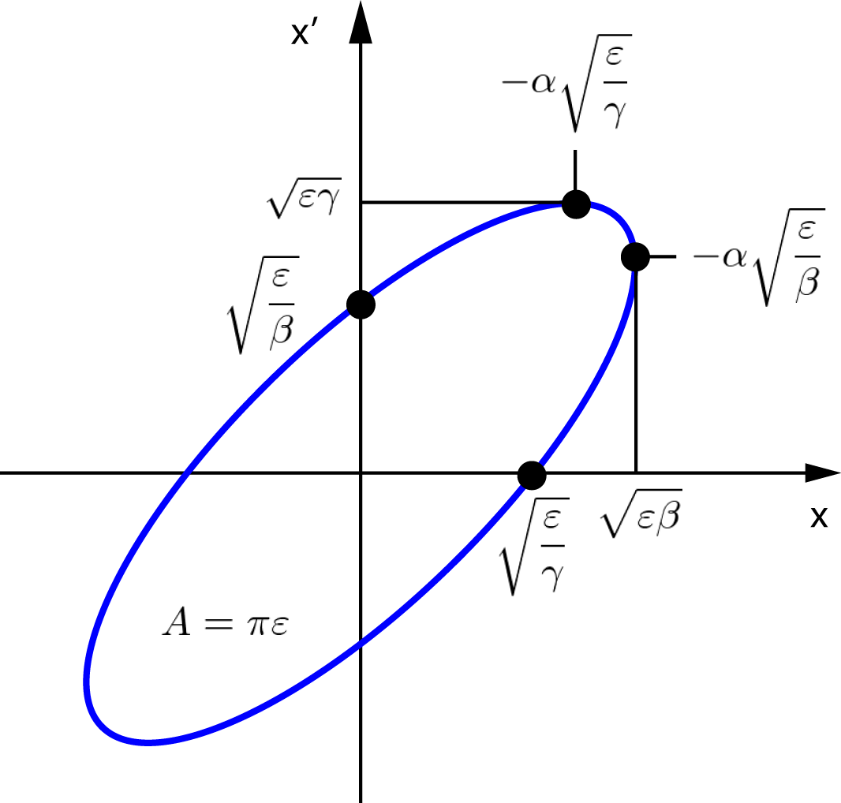 x′
−α√(ε/γ)
√(εγ)
−α√(ε/β)
√(ε/β)
x
√(ε/γ)
√(εβ)
A = πε